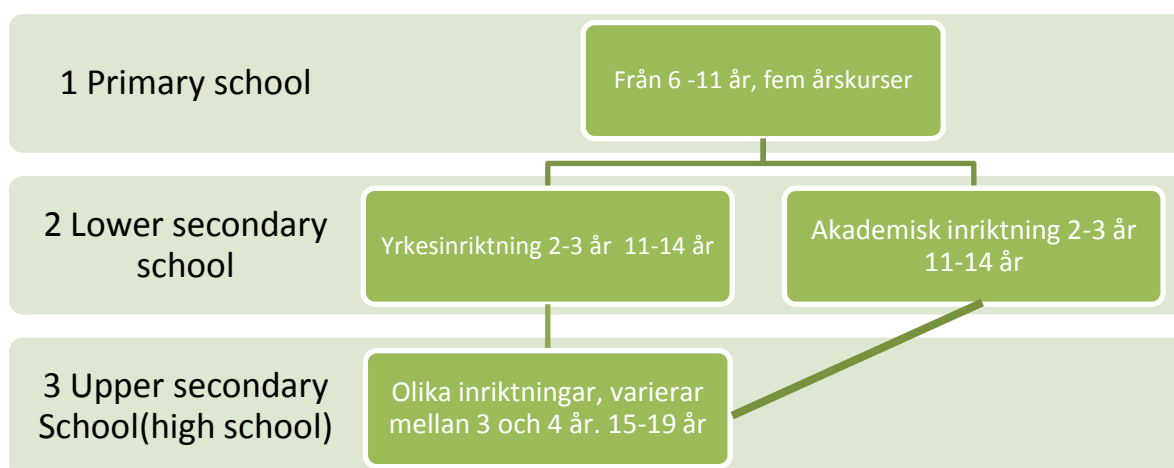 1 Primary school
Från 6 -11 år, fem årskurser
2 Lower secondary
school
Yrkesinriktning 2-3 år 11-14 år
Akademisk inriktning 2-3 år
11-14 år
3 Upper secondary
School(high school)
Olika inriktningar, varierar
mellan 3 och 4 år. 15-19 år